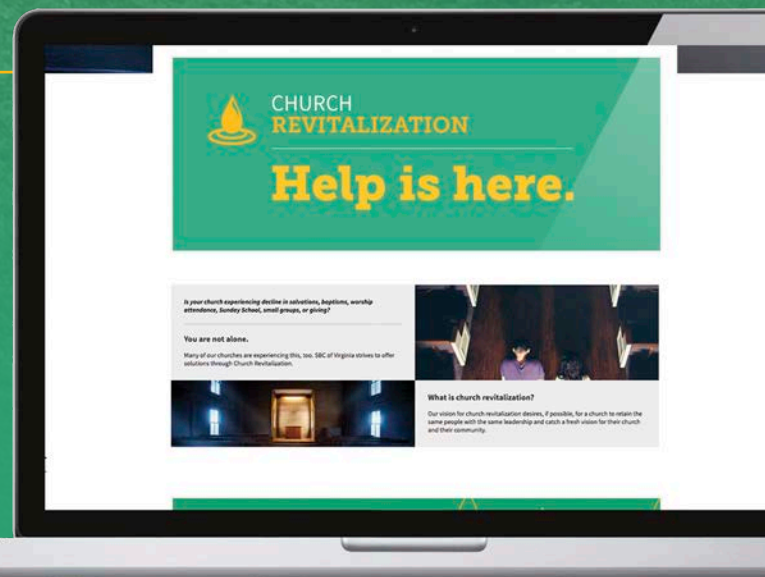 CHURCH
REVITALIZATION
Help is here.
Is your church experiencing decline in salvations, baptisms, worship
attendance, Sunday School, small groups, or giving?
You are not alone.
Many of our churches are experiencing this, too. SBC of Virginia strives to offer
solutions through Church Revitalization.
What is church revitalization?
Our vision for church revitalization desires, if possible, for a church to retain the
same people with the same leadership and catch a fresh vision for their church
and their community.